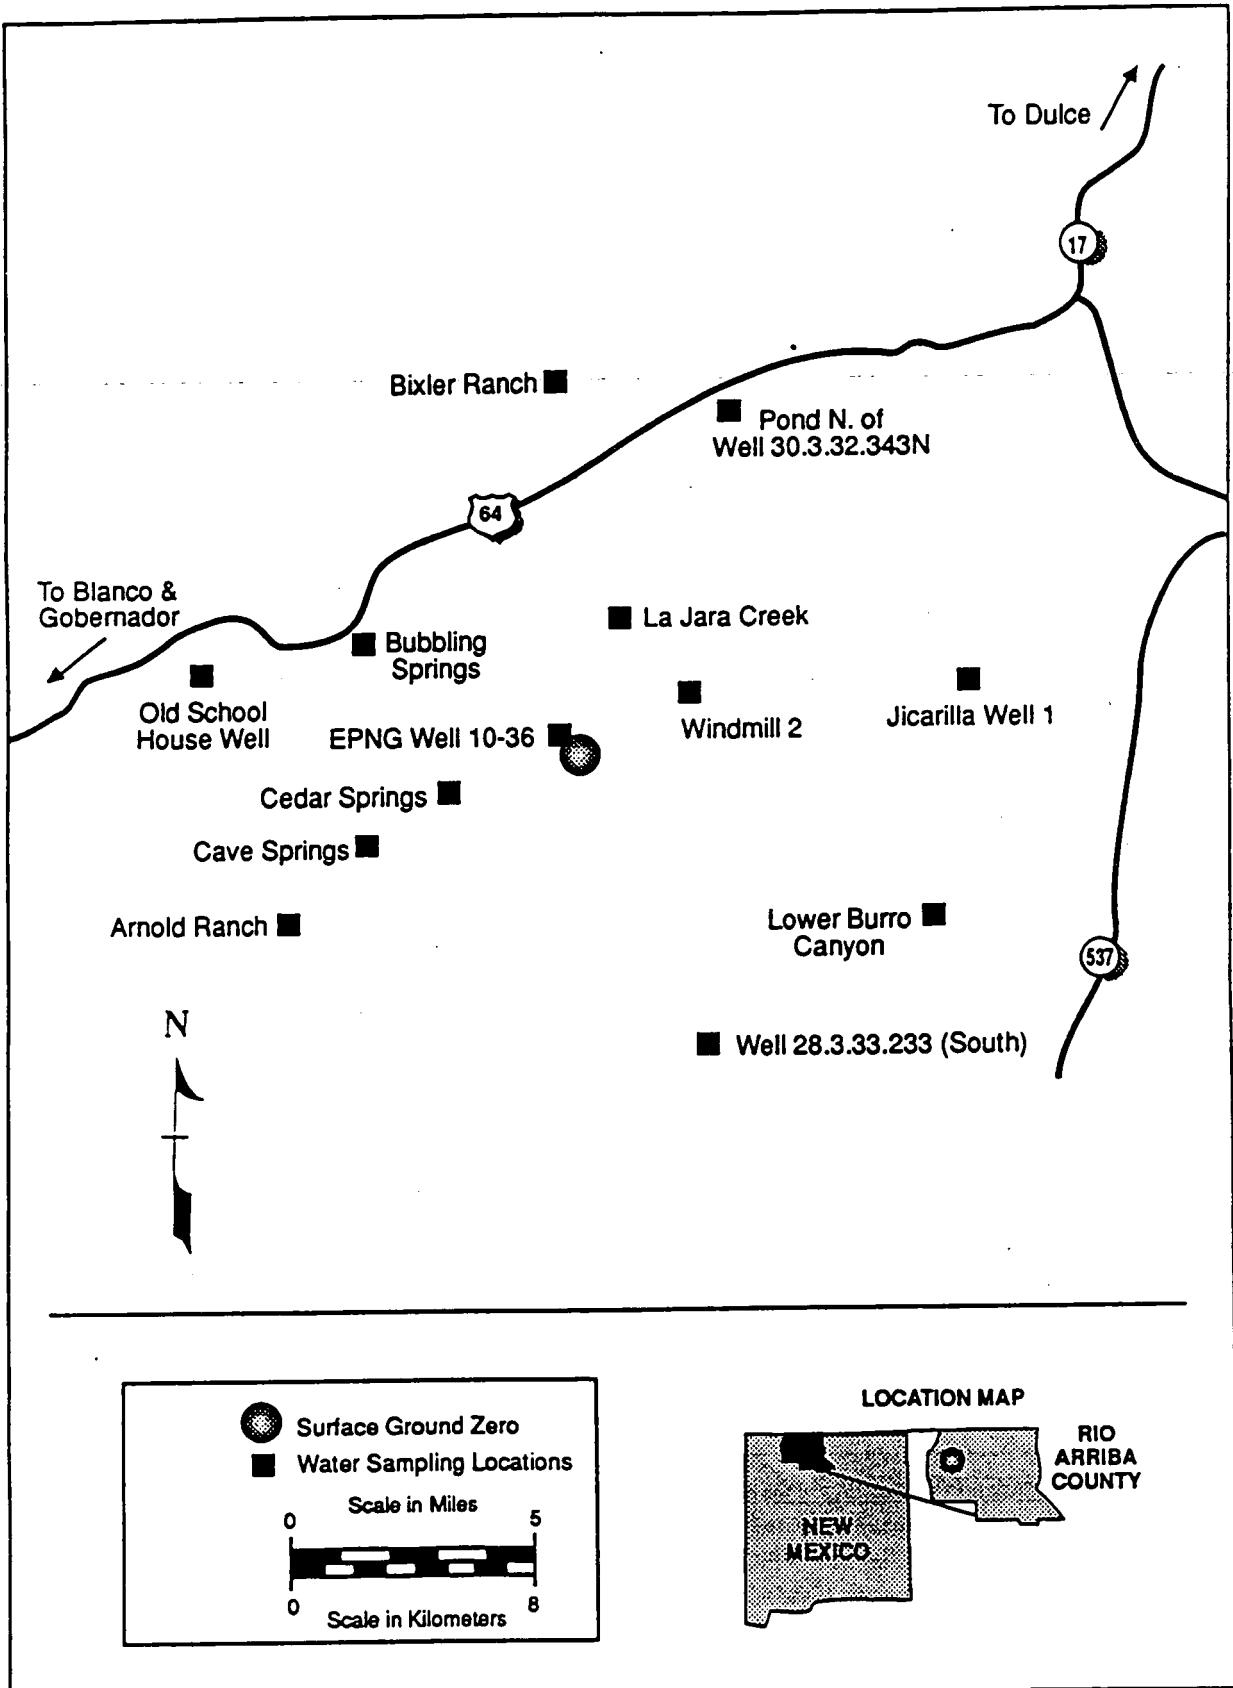 To Dulce
17
Bixler Ranch
Pond N. of
Well 30.3.32.343N
64
To Blanco &
Gobernador
La Jara Creek
Bubbling
Springs
Old School
House Well
Windmill 2
Jicarilla Well 1
EPNG Well 10-36
Cedar Springs
Cave Springs
Arnold Ranch
Lower Burro
Canyon
537
N
Well 28.3.33.233 (South)
Surface Ground Zero
Water Sampling Locations
Scale in Miles
0 5
0 8
Scale in Kilometers
LOCATION MAP
RIO
ARRIBA
COUNTY
NEW
MEXICO